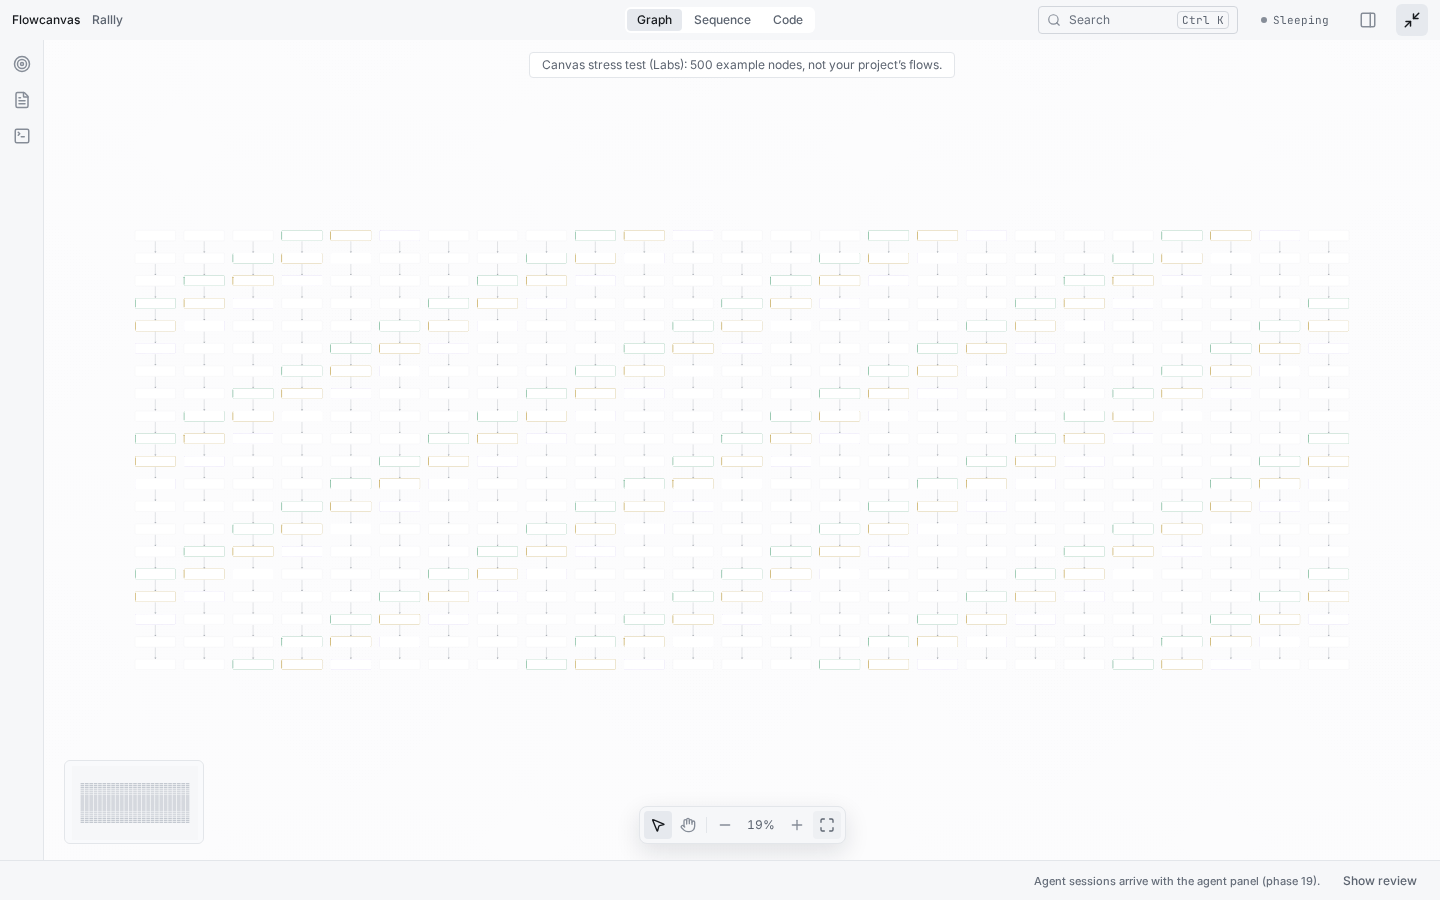 Flowcanvas Rallly Graph Sequence Code Search Ctrl K Sleeping
Canvas stress test (Labs): 500 example nodes, not your project’s flows.
19%
Agent sessions arrive with the agent panel (phase 19). Show review